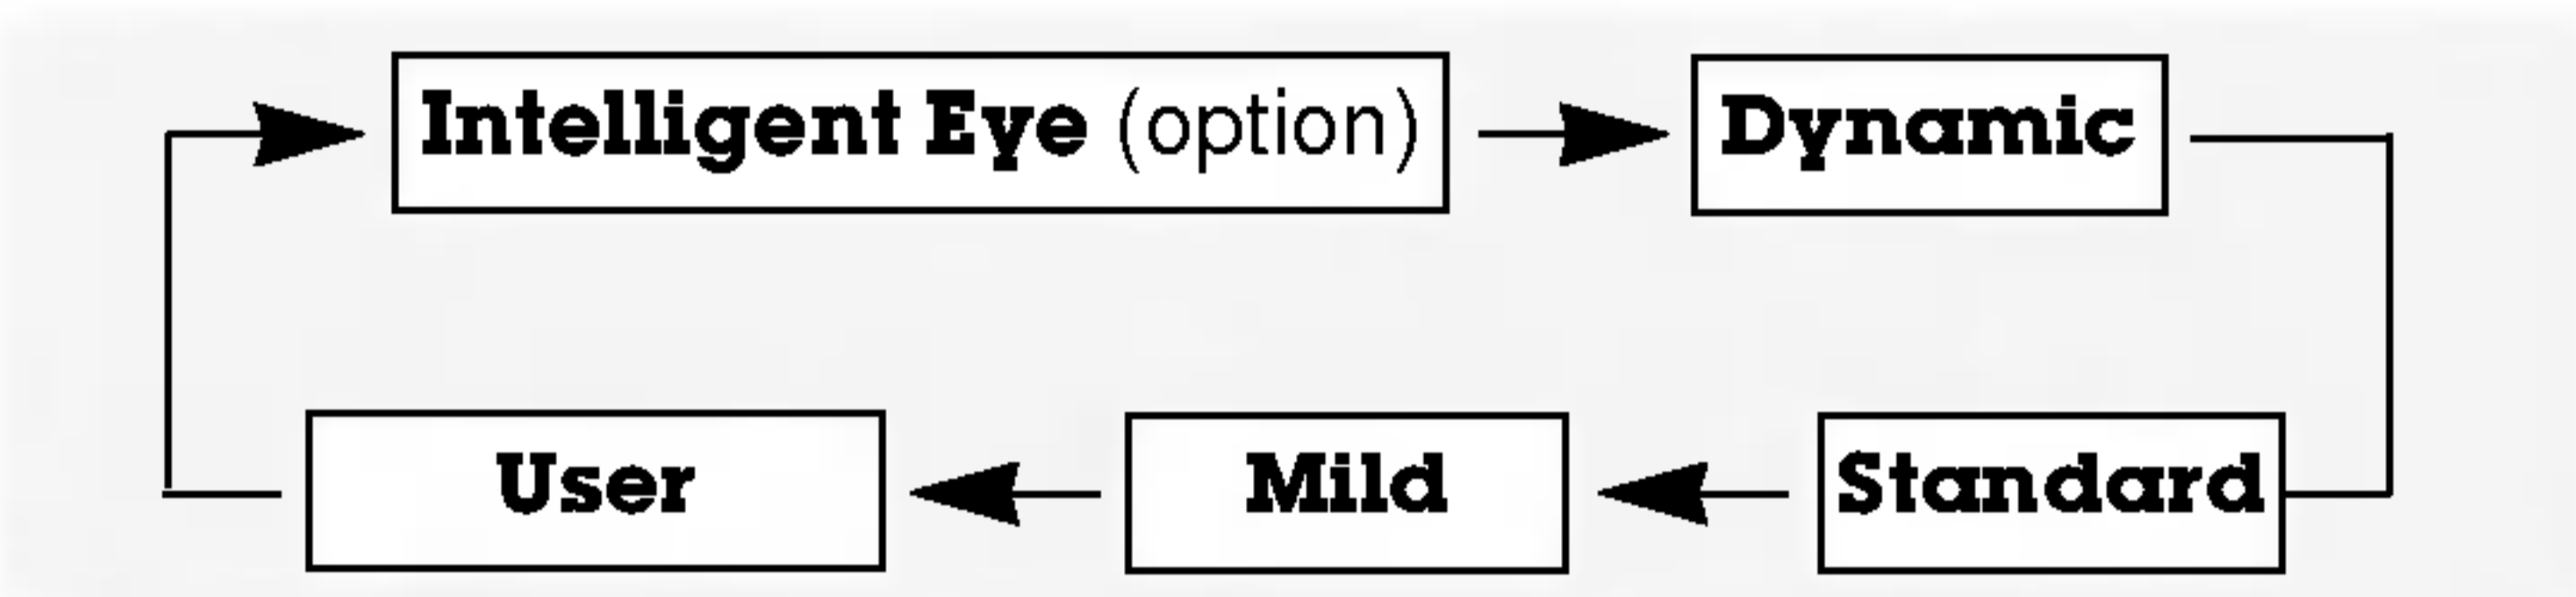 Intelligent Eye (option)
Dynamic
User
Mild
Standard